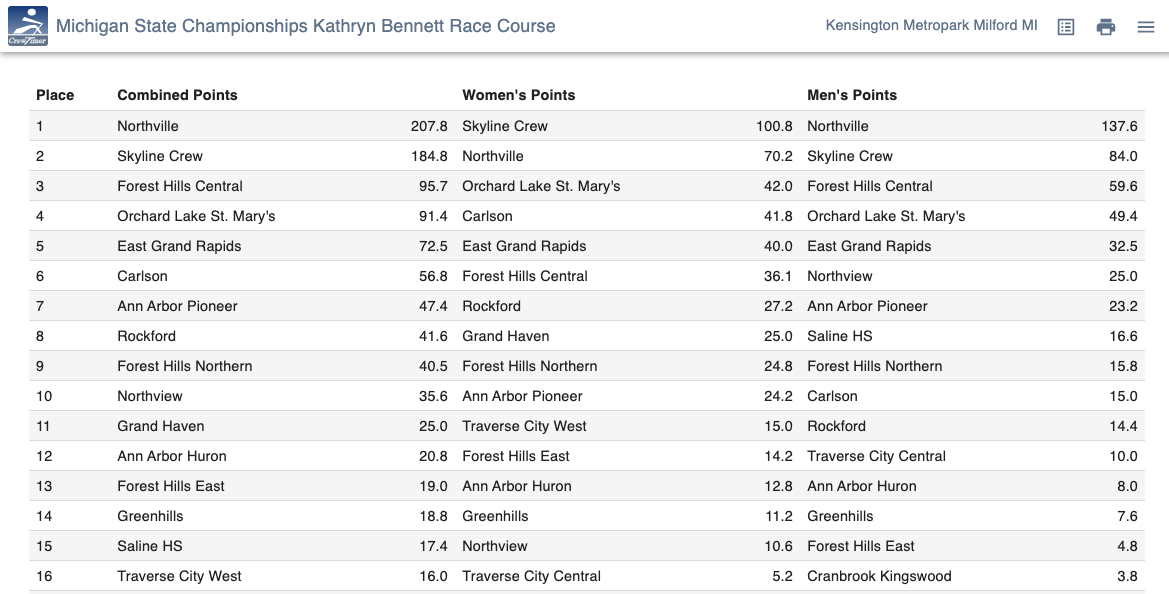 CrewTimer
Michigan State Championships Kathryn Bennett Race Course
Kensington Metropark Milford MI
Place Combined Points Women's Points Men's Points
1 Northville 207.8 Skyline Crew 100.8 Northville 137.6
2 Skyline Crew 184.8 Northville 70.2 Skyline Crew 84.0
3 Forest Hills Central 95.7 Orchard Lake St. Mary's 42.0 Forest Hills Central 59.6
4 Orchard Lake St. Mary's 91.4 Carlson 41.8 Orchard Lake St. Mary's 49.4
5 East Grand Rapids 72.5 East Grand Rapids 40.0 East Grand Rapids 32.5
6 Carlson 56.8 Forest Hills Central 36.1 Northview 25.0
7 Ann Arbor Pioneer 47.4 Rockford 27.2 Ann Arbor Pioneer 23.2
8 Rockford 41.6 Grand Haven 25.0 Saline HS 16.6
9 Forest Hills Northern 40.5 Forest Hills Northern 24.8 Forest Hills Northern 15.8
10 Northview 35.6 Ann Arbor Pioneer 24.2 Carlson 15.0
11 Grand Haven 25.0 Traverse City West 15.0 Rockford 14.4
12 Ann Arbor Huron 20.8 Forest Hills East 14.2 Traverse City Central 10.0
13 Forest Hills East 19.0 Ann Arbor Huron 12.8 Ann Arbor Huron 8.0
14 Greenhills 18.8 Greenhills 11.2 Greenhills 7.6
15 Saline HS 17.4 Northview 10.6 Forest Hills East 4.8
16 Traverse City West 16.0 Traverse City Central 5.2 Cranbrook Kingswood 3.8